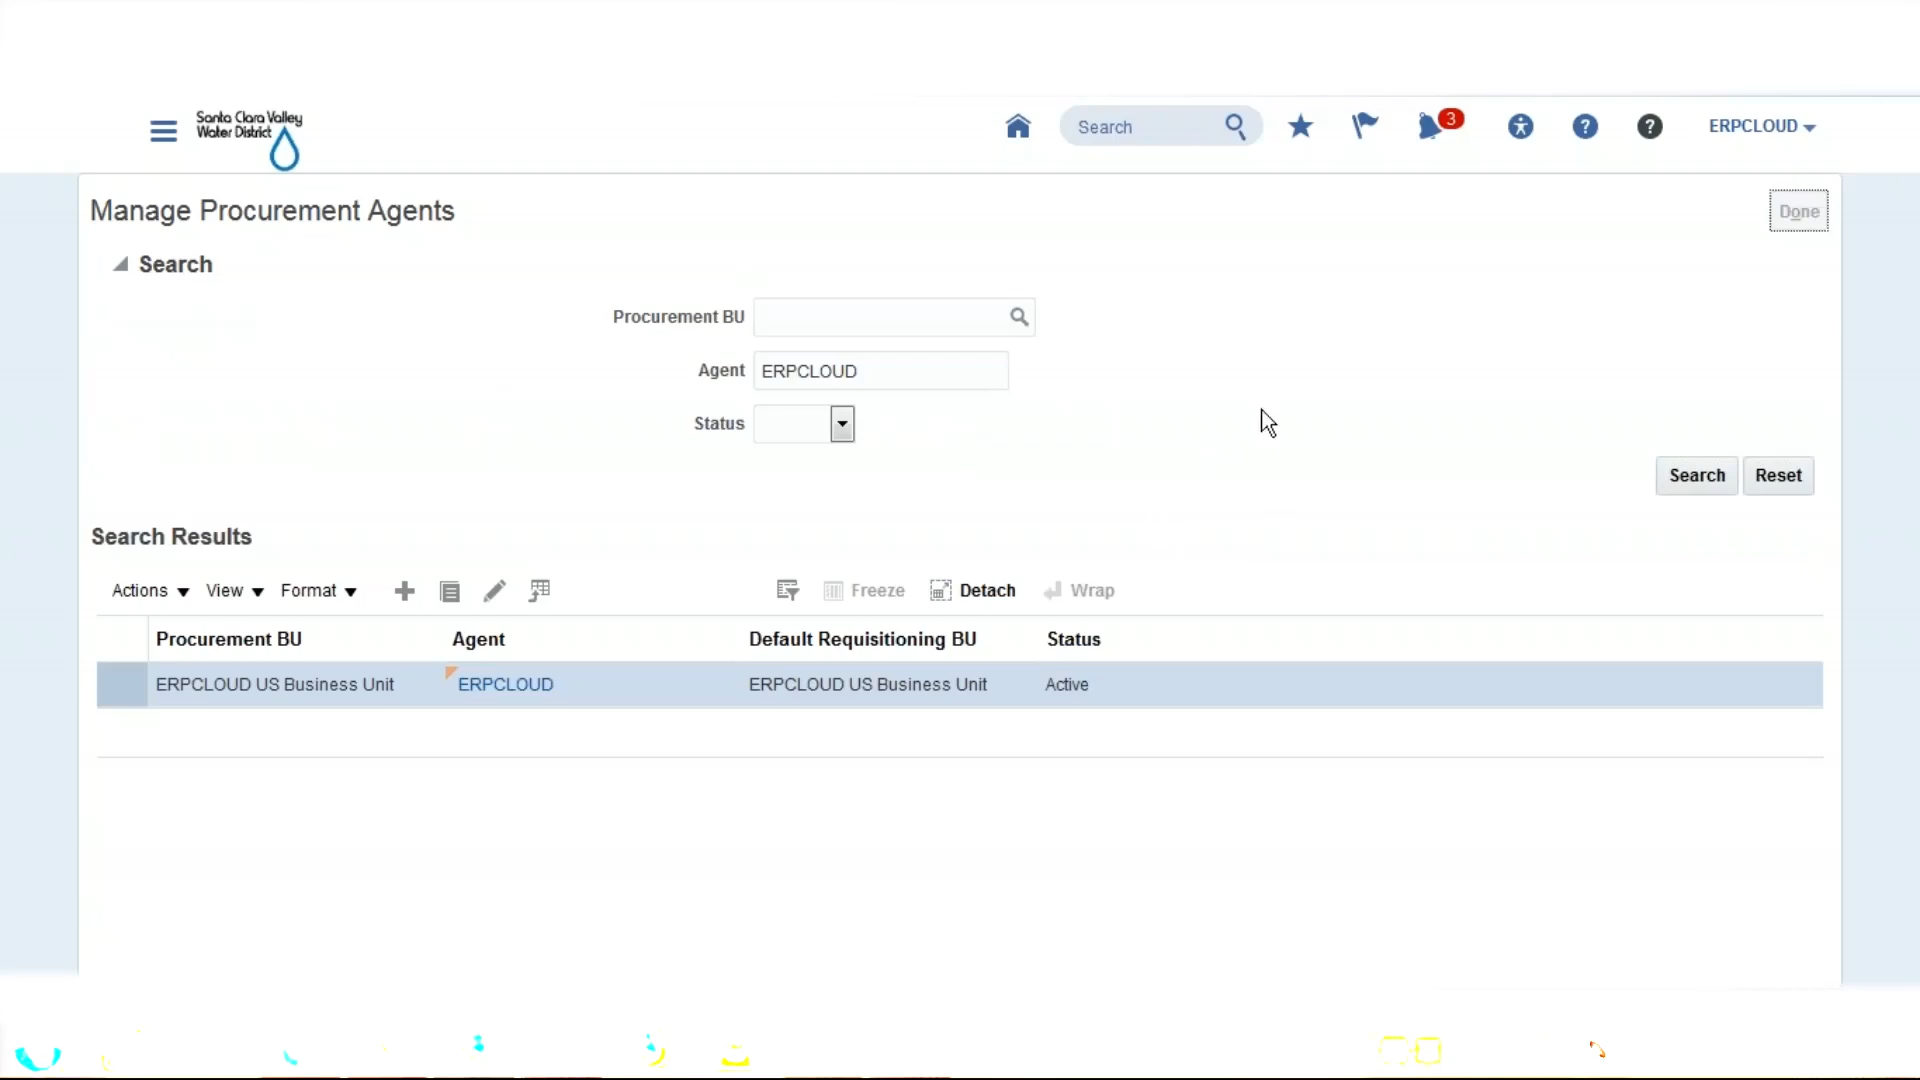 Santa Clara Valley
Water District
Search
3
ERPCLOUD
Manage Procurement Agents
Done
Search
Procurement BU
Agent ERPCLOUD
Status
Search Reset
Search Results
Actions View Format Freeze Detach Wrap
Procurement BU Agent Default Requisitioning BU Status
ERPCLOUD US Business Unit ERPCLOUD ERPCLOUD US Business Unit Active